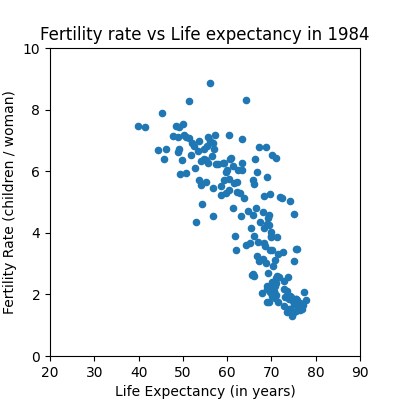 Fertility rate vs Life expectancy in 1984
10
8
6
4
2
0
Fertility Rate (children / woman)
20 30 40 50 60 70 80 90
Life Expectancy (in years)